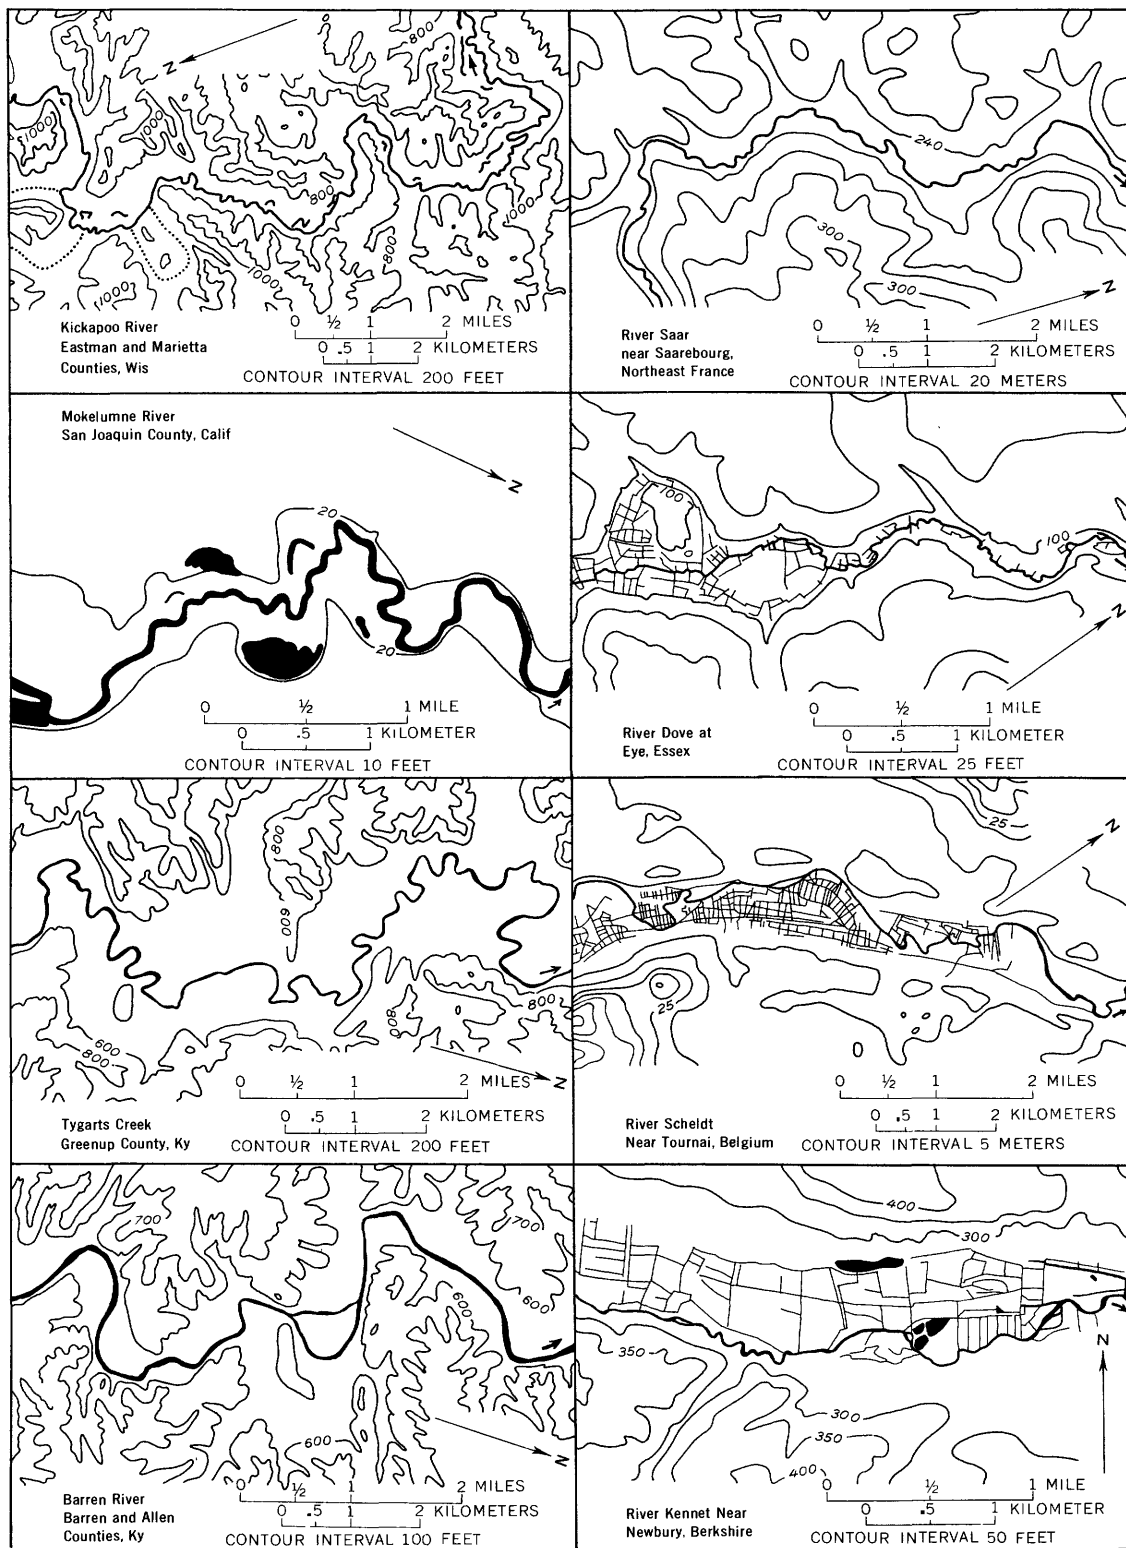 N
800
1000
1000
800
800
1000
1000
1000
Kickapoo River
Eastman and Marietta
Counties, Wis
0 ½ 1 2 MILES
0 .5 1 2 KILOMETERS
CONTOUR INTERVAL 200 FEET
240
300
300
N
River Saar
near Saarebourg,
Northeast France
0 ½ 1 2 MILES
0 .5 1 2 KILOMETERS
CONTOUR INTERVAL 20 METERS
Mokelumne River
San Joaquin County, Calif
N
20
20
0 ½ 1 MILE
0 .5 1 KILOMETER
CONTOUR INTERVAL 10 FEET
100
100
N
River Dove at
Eye, Essex
0 ½ 1 MILE
0 .5 1 KILOMETER
CONTOUR INTERVAL 25 FEET
800
600
600
800
800
800
N
0 ½ 1 2 MILES
0 .5 1 2 KILOMETERS
Tygarts Creek
Greenup County, Ky
CONTOUR INTERVAL 200 FEET
25
N
25
0 ½ 1 2 MILES
0 .5 1 2 KILOMETERS
River Scheldt
Near Tournai, Belgium
CONTOUR INTERVAL 5 METERS
700
700
600
600
600
N
0 ½ 1 2 MILES
0 .5 1 2 KILOMETERS
Barren River
Barren and Allen
Counties, Ky
CONTOUR INTERVAL 100 FEET
400
300
350
N
300
350
400
0 ½ 1 MILE
0 .5 1 KILOMETER
River Kennet Near
Newbury, Berkshire
CONTOUR INTERVAL 50 FEET